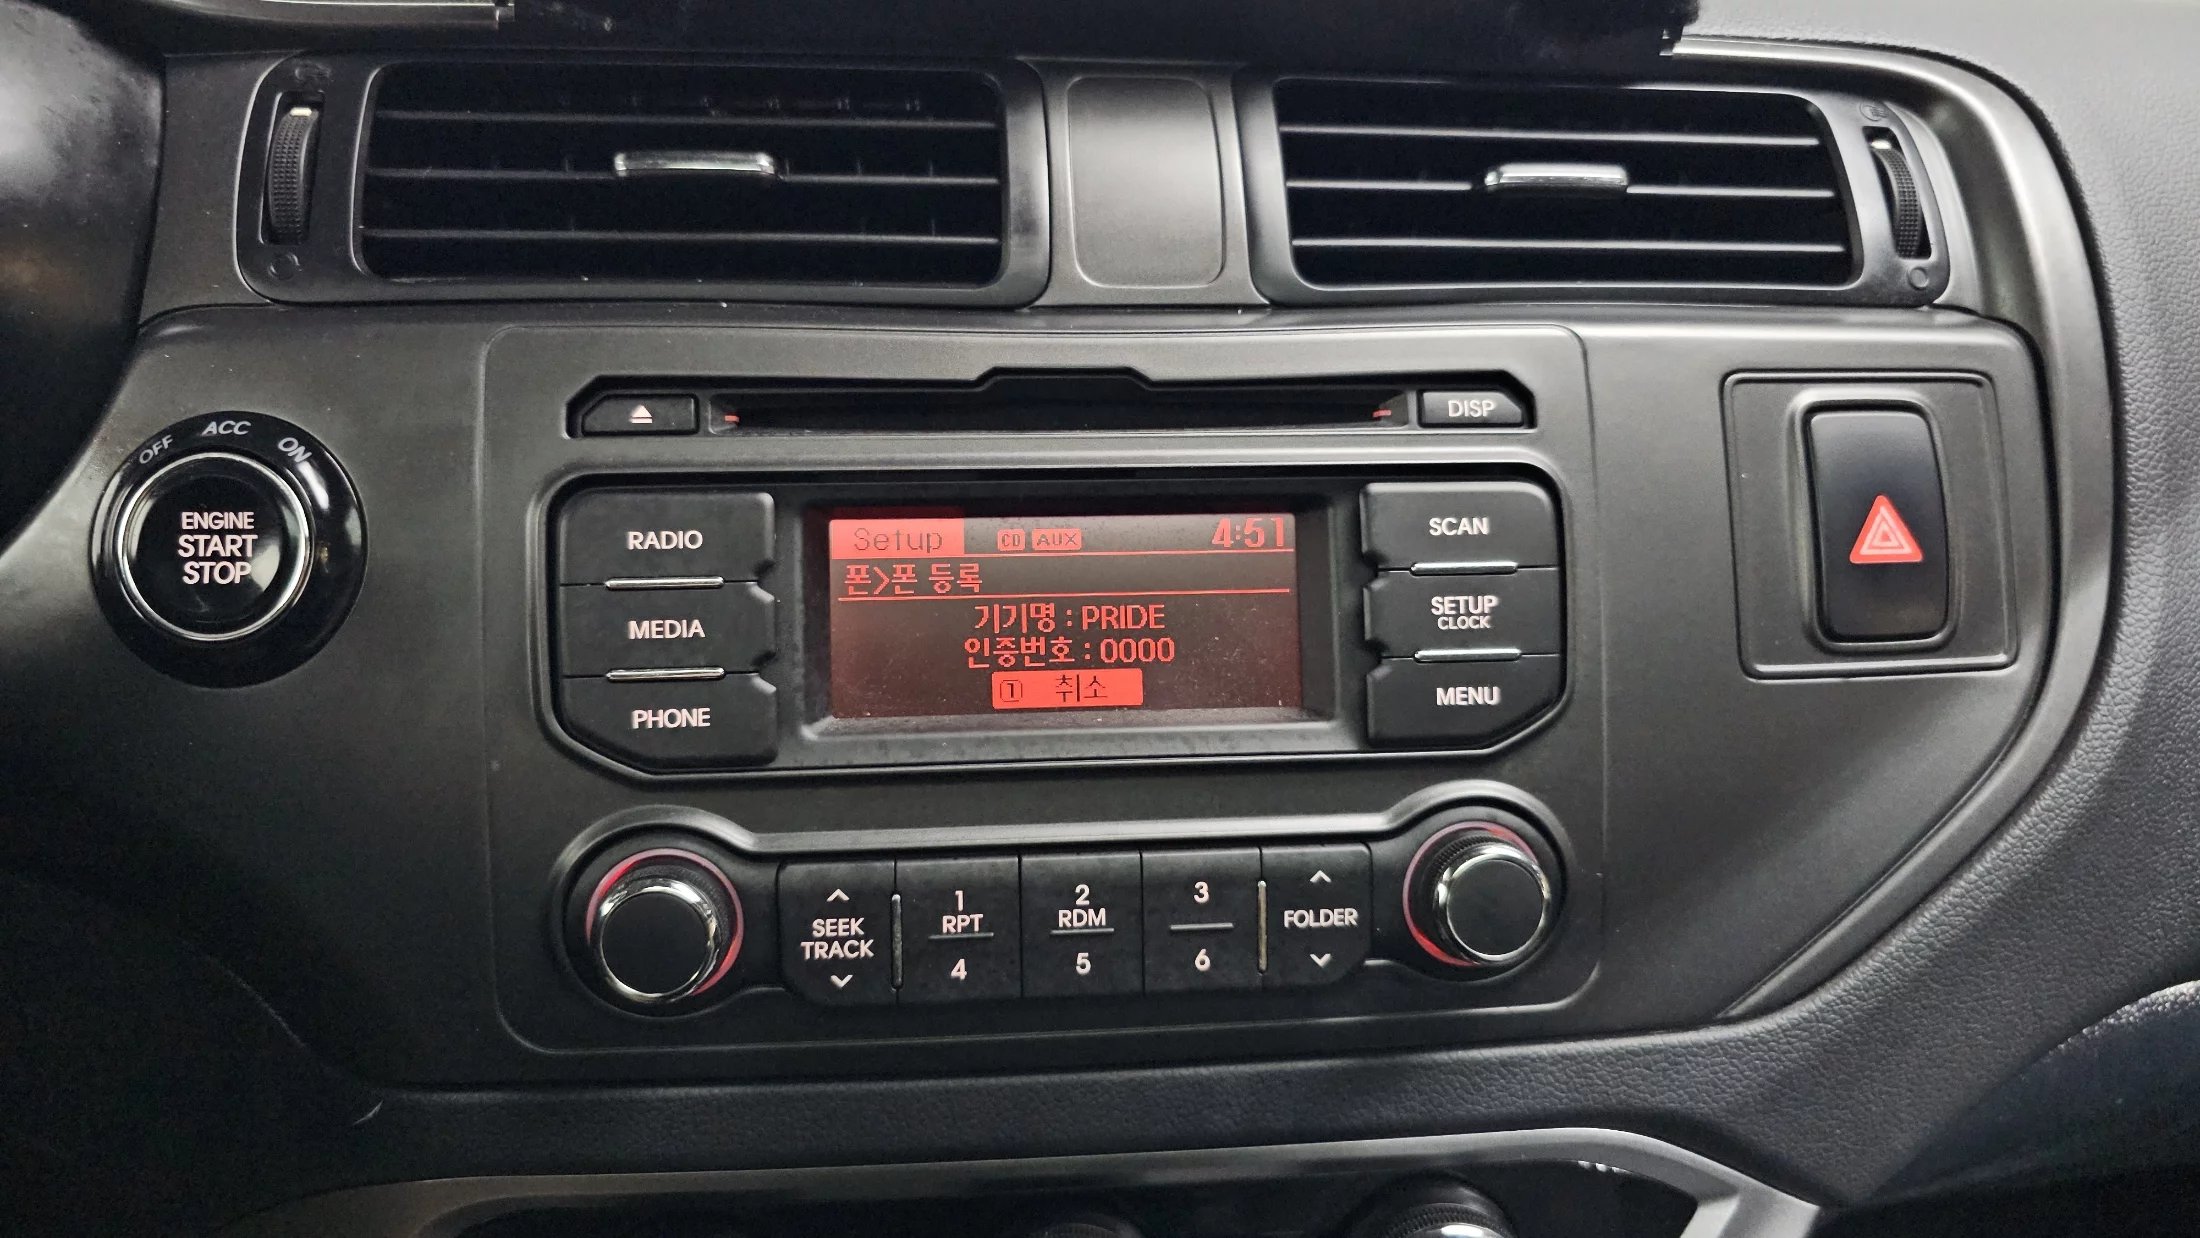 OFF ACC ON
ENGINE
START
STOP
DISP
RADIO
MEDIA
PHONE
Setup CD AUX 4:51
폰>폰 등록
기기명 : PRIDE
인증번호 : 0000
1 취소
SCAN
SETUP
CLOCK
MENU
SEEK
TRACK
1
RPT
4
2
RDM
5
3
6
FOLDER